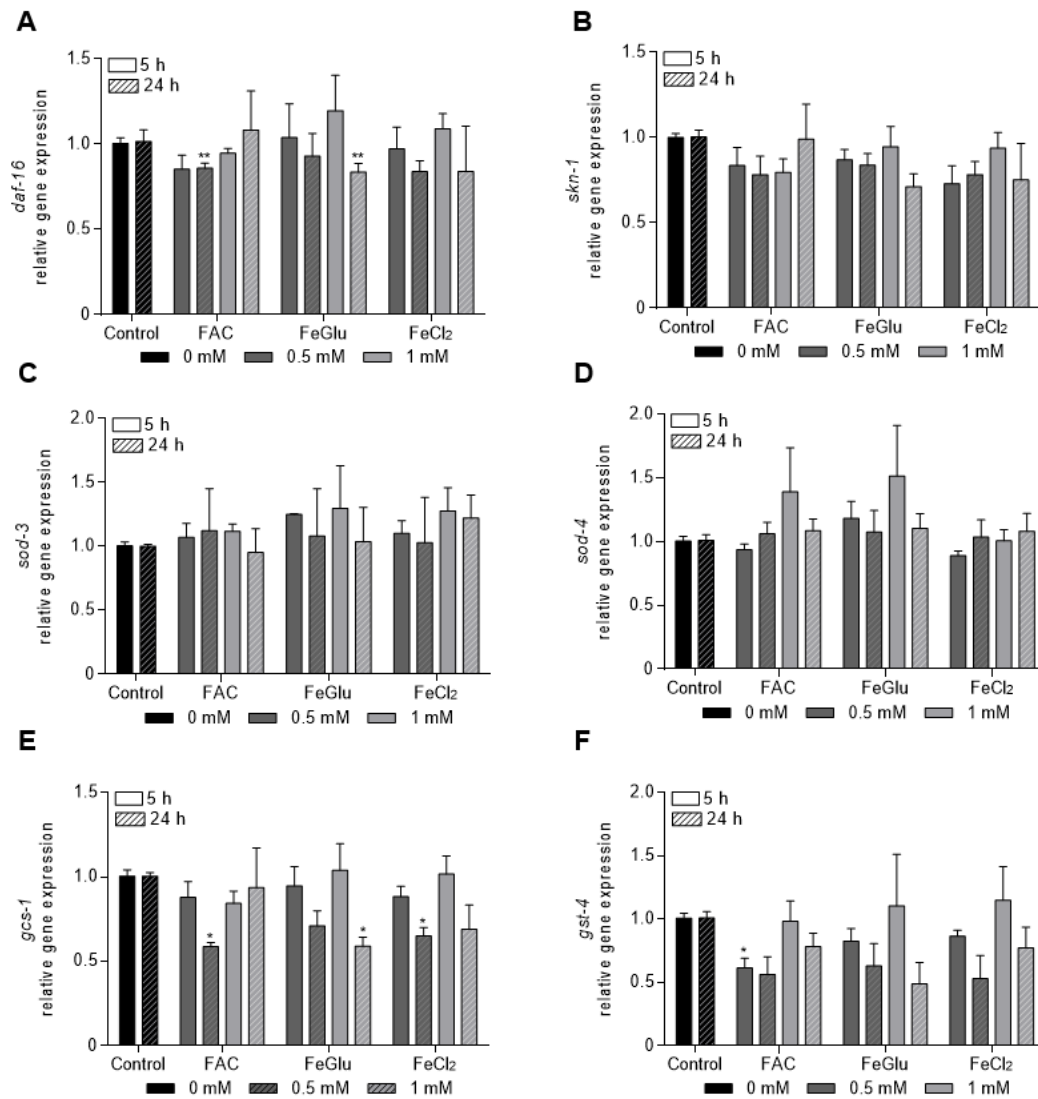 A
daf-16
relative gene expression
1.5
1.0
0.5
0
5 h
24 h
**
**
Control FAC FeGlu FeCl2
0 mM 0.5 mM 1 mM
B
skn-1
relative gene expression
1.5
1.0
0.5
0
5 h
24 h
Control FAC FeGlu FeCl2
0 mM 0.5 mM 1 mM
C
sod-3
relative gene expression
2.0
1.5
1.0
0.5
0
5 h
24 h
Control FAC FeGlu FeCl2
0 mM 0.5 mM 1 mM
D
sod-4
relative gene expression
2.0
1.5
1.0
0.5
0
5 h
24 h
Control FAC FeGlu FeCl2
0 mM 0.5 mM 1 mM
E
gcs-1
relative gene expression
1.5
1.0
0.5
0
5 h
24 h
*
*
*
Control FAC FeGlu FeCl2
0 mM 0.5 mM 1 mM
F
gst-4
relative gene expression
2.0
1.5
1.0
0.5
0
5 h
24 h
*
Control FAC FeGlu FeCl2
0 mM 0.5 mM 1 mM